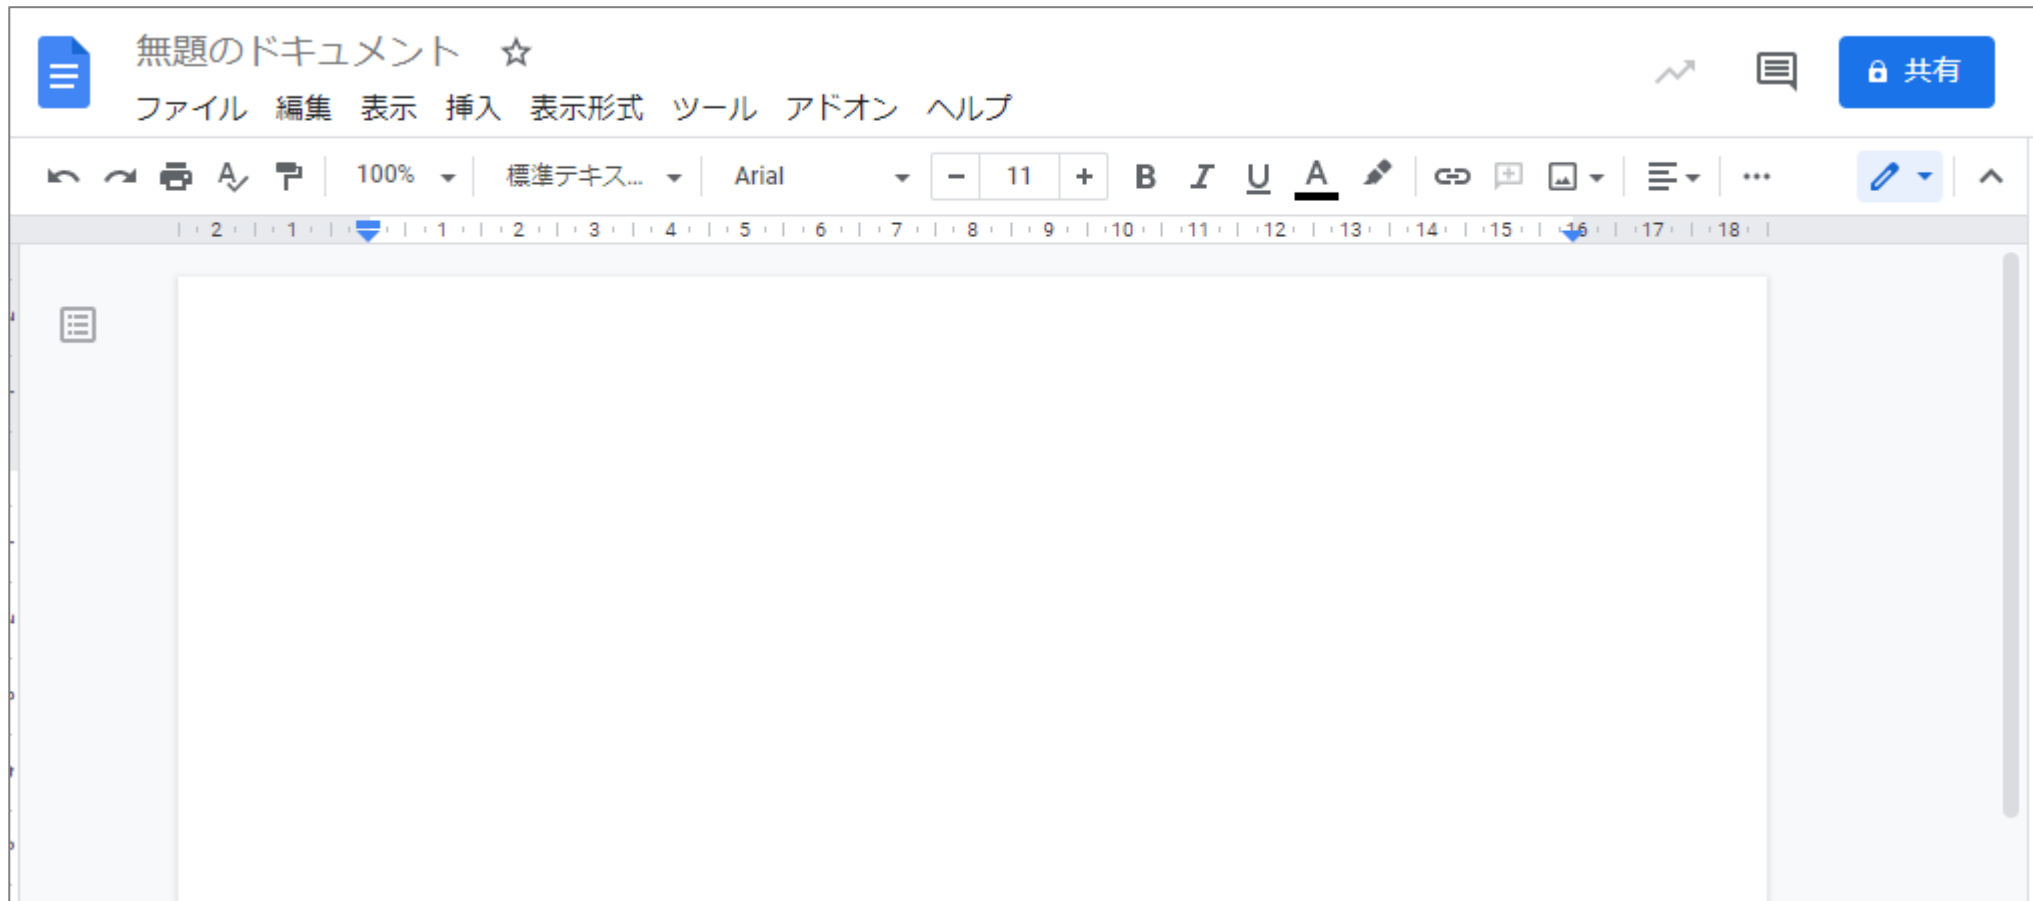 無題のドキュメント
共有
ファイル 編集 表示 挿入 表示形式 ツール アドオン ヘルプ
100% 標準テキス... Arial − 11 + B I U A ...
2 1 1 2 3 4 5 6 7 8 9 10 11 12 13 14 15 16 17 18